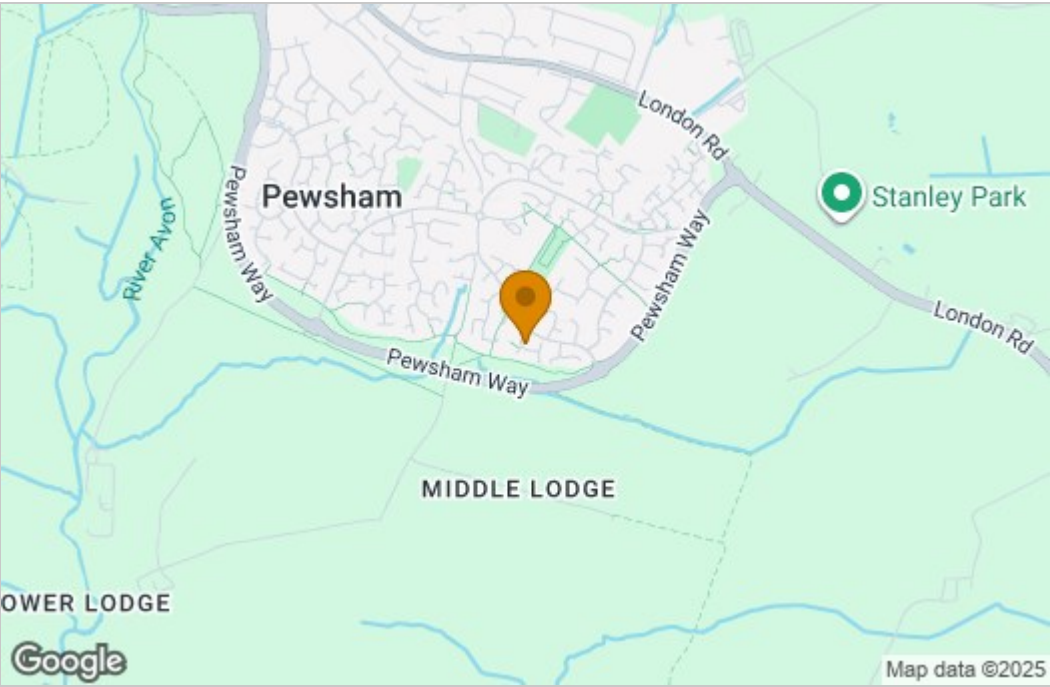 London Rd
Pewsham
Pewsham Way
River Avon
Stanley Park
Pewsham Way
London Rd
Pewsham Way
MIDDLE LODGE
OWER LODGE
Google
Map data ©2025